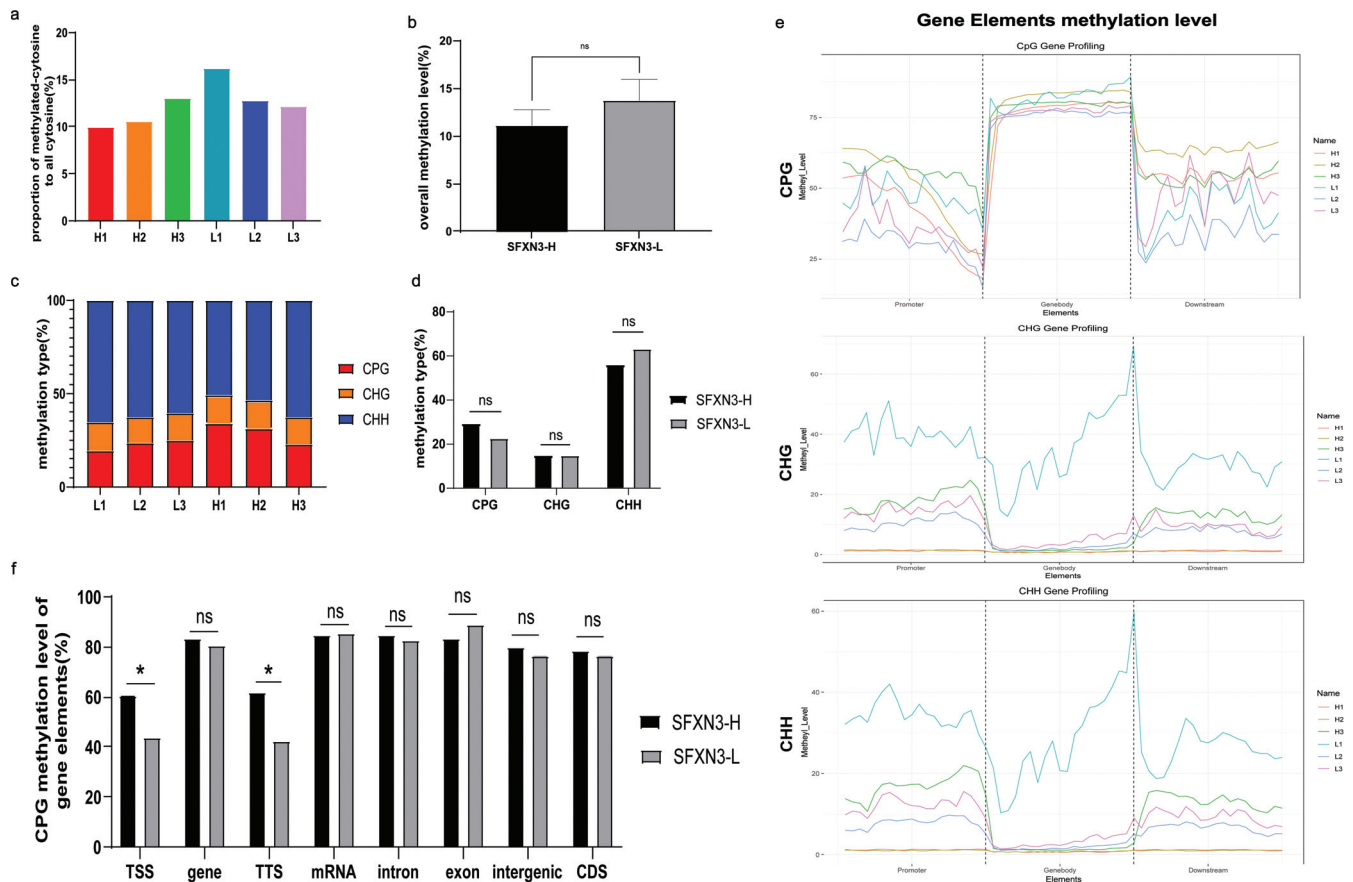 a
proportion of methylated-cytosine
to all cytosine(%)
20
15
10
5
0
H1 H2 H3 L1 L2 L3
b
overall methylation level(%)
20
15
10
5
0
ns
SFXN3-H SFXN3-L
c
methylation type(%)
100
50
0
L1 L2 L3 H1 H2 H3
CPG
CHG
CHH
d
methylation type(%)
80
60
40
20
0
ns ns ns
CPG CHG CHH
SFXN3-H
SFXN3-L
e
Gene Elements methylation level
CpG Gene Profiling
CPG
Metheyl_Level
75
50
25
Promoter Genebody Downstream
Elements
Name
H1
H2
H3
L1
L2
L3
CHG Gene Profiling
CHG
Metheyl_Level
60
40
20
0
Promoter Genebody Downstream
Elements
Name
H1
H2
H3
L1
L2
L3
CHH Gene Profiling
CHH
Metheyl_Level
60
40
20
0
Promoter Genebody Downstream
Elements
Name
H1
H2
H3
L1
L2
L3
f
CPG methylation level of
gene elements(%)
100
80
60
40
20
0
* ns * ns ns ns ns ns
TSS gene TTS mRNA intron exon intergenic CDS
SFXN3-H
SFXN3-L